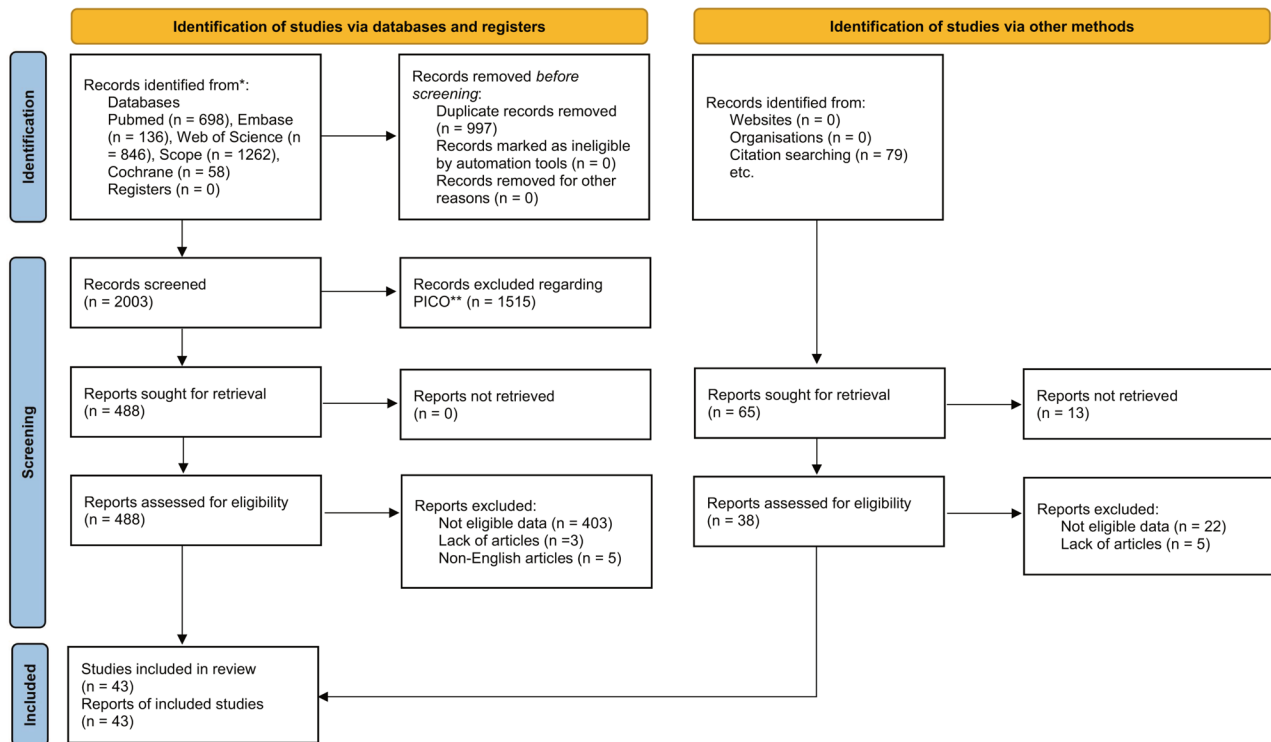 Identification of studies via databases and registers
Identification of studies via other methods
Identification
Records identified from*:
Databases
Pubmed (n = 698), Embase
(n = 136), Web of Science (n
= 846), Scope (n = 1262),
Cochrane (n = 58)
Registers (n = 0)
Records removed before
screening:
Duplicate records removed
(n = 997)
Records marked as ineligible
by automation tools (n = 0)
Records removed for other
reasons (n = 0)
Records identified from:
Websites (n = 0)
Organisations (n = 0)
Citation searching (n = 79)
etc.
Screening
Records screened
(n = 2003)
Records excluded regarding
PICO** (n = 1515)
Reports sought for retrieval
(n = 488)
Reports not retrieved
(n = 0)
Reports sought for retrieval
(n = 65)
Reports not retrieved
(n = 13)
Reports assessed for eligibility
(n = 488)
Reports excluded:
Not eligible data (n = 403)
Lack of articles (n =3)
Non-English articles (n = 5)
Reports assessed for eligibility
(n = 38)
Reports excluded:
Not eligible data (n = 22)
Lack of articles (n = 5)
Included
Studies included in review
(n = 43)
Reports of included studies
(n = 43)